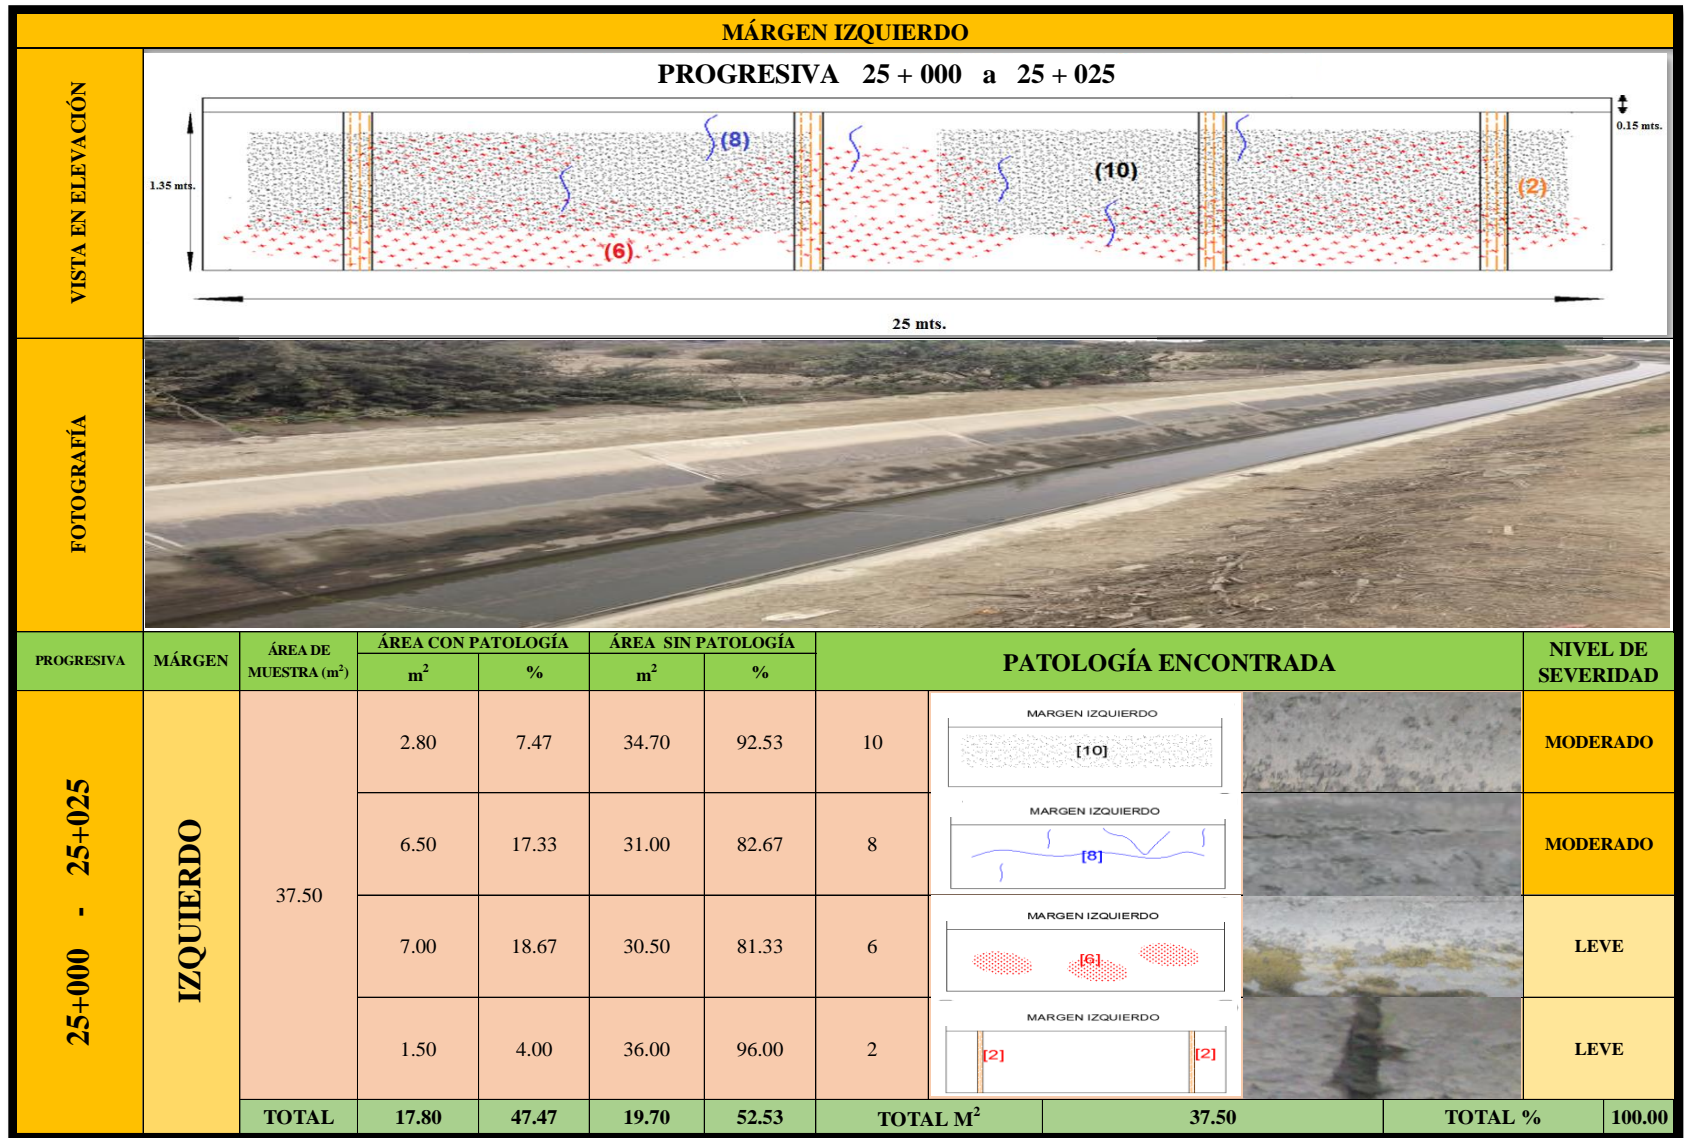 MÁRGEN IZQUIERDO
VISTA EN ELEVACIÓN
PROGRESIVA 25 + 000 a 25 + 025
0.15 mts.
1.35 mts.
(8)
(10)
(2)
(6)
25 mts.
FOTOGRAFÍA
PROGRESIVA
MÁRGEN
ÁREA DE
MUESTRA (m²)
ÁREA CON PATOLOGÍA
m²
%
ÁREA SIN PATOLOGÍA
m²
%
PATOLOGÍA ENCONTRADA
NIVEL DE
SEVERIDAD
25+000 - 25+025
IZQUIERDO
37.50
2.80 7.47 34.70 92.53 10
MARGEN IZQUIERDO
[10]
MODERADO
6.50 17.33 31.00 82.67 8
MARGEN IZQUIERDO
[8]
MODERADO
7.00 18.67 30.50 81.33 6
MARGEN IZQUIERDO
[6]
LEVE
1.50 4.00 36.00 96.00 2
MARGEN IZQUIERDO
[2] [2]
LEVE
TOTAL 17.80 47.47 19.70 52.53 TOTAL M² 37.50 TOTAL % 100.00